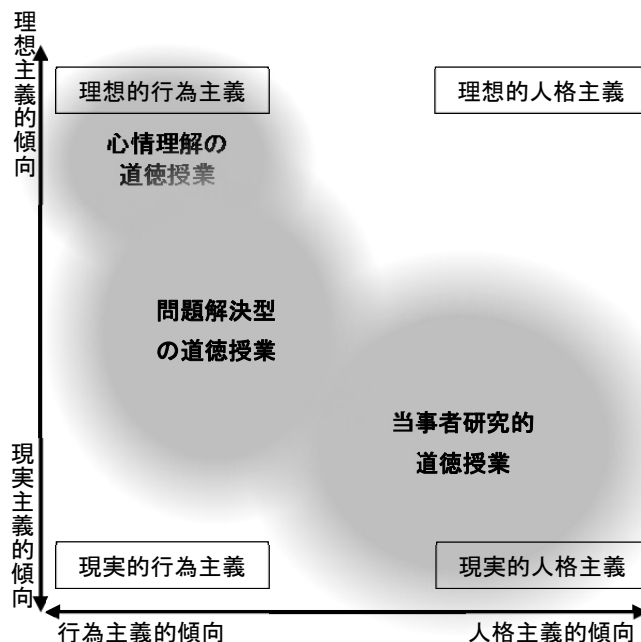 理想主義的傾向
理想的行為主義
理想的人格主義
心情理解の
道徳授業
問題解決型
の道徳授業
当事者研究的
道徳授業
現実主義的傾向
現実的行為主義
現実的人格主義
行為主義的傾向
人格主義的傾向